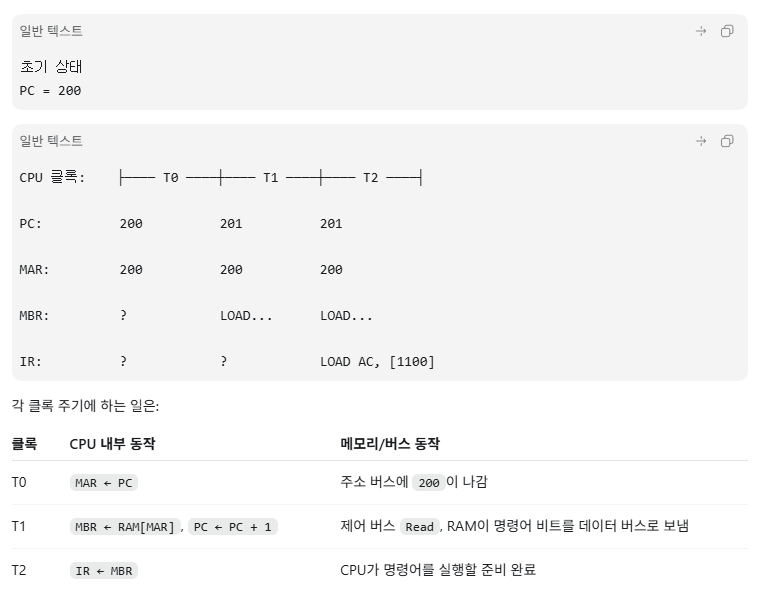 일반 텍스트
초기 상태
PC = 200
일반 텍스트
CPU 클록: ├──── T0 ────┼──── T1 ────┼──── T2 ────┤
PC: 200 201 201
MAR: 200 200 200
MBR: ? LOAD... LOAD...
IR: ? ? LOAD AC, [1100]
각 클록 주기에 하는 일은:
클록 CPU 내부 동작 메모리/버스 동작
T0 MAR ← PC 주소 버스에 200이 나감
T1 MBR ← RAM[MAR], PC ← PC + 1 제어 버스 Read, RAM이 명령어 비트를 데이터 버스로 보냄
T2 IR ← MBR CPU가 명령어를 실행할 준비 완료